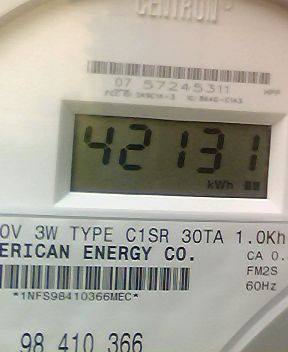 CENTRON
07 57245311
42131
kWh
0V 3W TYPE C1SR 30TA 1.0Kh
ERICAN ENERGY CO.
CA 0.
FM2S
*1NFS98410366MEC*
60Hz
98 410 366